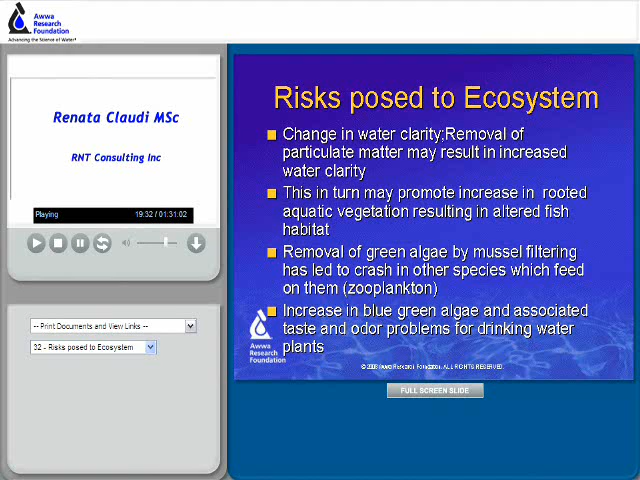 Awwa
Research
Foundation
Advancing the Science of Water®
Renata Claudi MSc
RNT Consulting Inc
Playing 19:32 / 01:31:02
-- Print Documents and View Links --
32 - Risks posed to Ecosystem
Risks posed to Ecosystem
Change in water clarity;Removal of
particulate matter may result in increased
water clarity
This in turn may promote increase in rooted
aquatic vegetation resulting in altered fish
habitat
Removal of green algae by mussel filtering
has led to crash in other species which feed
on them (zooplankton)
Increase in blue green algae and associated
taste and odor problems for drinking water
plants
Awwa
Research
Foundation
© 2008 Awwa Research Foundation. ALL RIGHTS RESERVED.
FULL SCREEN SLIDE